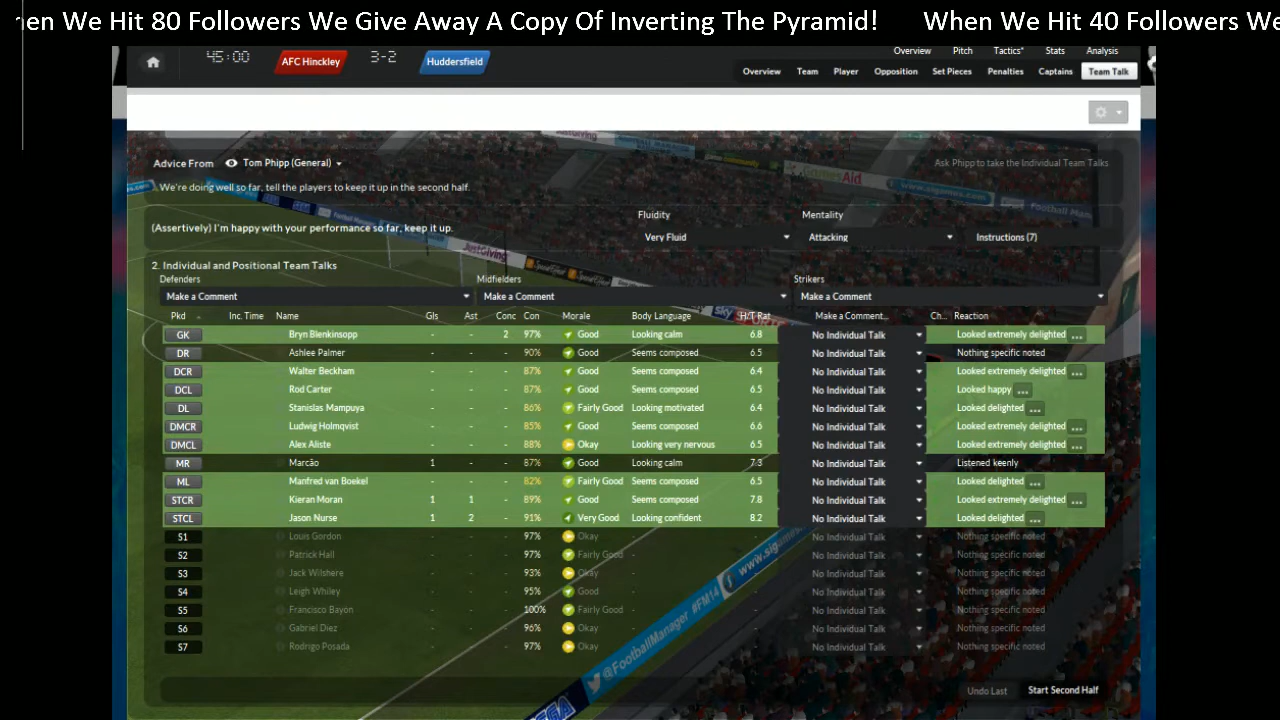 en We Hit 80 Followers We Give Away A Copy Of Inverting The Pyramid! When We Hit 40 Followers We
45:00 AFC Hinckley 3-2 Huddersfield
Overview Pitch Tactics* Stats Analysis
Overview Team Player Opposition Set Pieces Penalties Captains Team Talk
Advice From Tom Phipp (General) Ask Phipp to take the Individual Team Talks
We're doing well so far, tell the players to keep it up in the second half.
Fluidity Mentality
(Assertively) I'm happy with your performance so far, keep it up.
Very Fluid Attacking Instructions (7)
2. Individual and Positional Team Talks
Defenders Midfielders Strikers
Make a Comment Make a Comment Make a Comment
Pkd Inc. Time Name Gls Ast Conc Con Morale Body Language H/T Rat Make a Comment... Ch... Reaction
GK Bryn Blenkinsopp - - 2 97% Good Looking calm 6.8 No Individual Talk Looked extremely delighted ...
DR Ashlee Palmer - - - 90% Good Seems composed 6.5 No Individual Talk Nothing specific noted
DCR Walter Beckham - - - 87% Good Seems composed 6.4 No Individual Talk Looked extremely delighted ...
DCL Rod Carter - - - 87% Good Seems composed 6.5 No Individual Talk Looked happy ...
DL Stanislas Mampuya - - - 86% Fairly Good Looking motivated 6.4 No Individual Talk Looked delighted ...
DMCR Ludwig Holmqvist - - - 85% Good Seems composed 6.6 No Individual Talk Looked extremely delighted ...
DMCL Alex Aliste - - - 88% Okay Looking very nervous 6.5 No Individual Talk Looked extremely delighted ...
MR Marcão 1 - - 87% Good Looking calm 7.3 No Individual Talk Listened keenly
ML Manfred van Boekel - - - 82% Fairly Good Seems composed 6.5 No Individual Talk Looked delighted ...
STCR Kieran Moran 1 1 - 89% Good Seems composed 7.8 No Individual Talk Looked extremely delighted ...
STCL Jason Nurse 1 2 - 91% Very Good Looking confident 8.2 No Individual Talk Looked delighted ...
S1 Louis Gordon - - - 97% Okay - - No Individual Talk Nothing specific noted
S2 Patrick Hall - - - 97% Fairly Good - - No Individual Talk Nothing specific noted
S3 Jack Wilshere - - - 93% Okay - - No Individual Talk Nothing specific noted
S4 Leigh Whiley - - - 95% Good - - No Individual Talk Nothing specific noted
S5 Francisco Bayón - - - 100% Fairly Good - - No Individual Talk Nothing specific noted
S6 Gabriel Diez - - - 96% Okay - - No Individual Talk Nothing specific noted
S7 Rodrigo Posada - - - 97% Okay - - No Individual Talk Nothing specific noted
@FootballManager #FM14 www.sigames
Undo Last Start Second Half